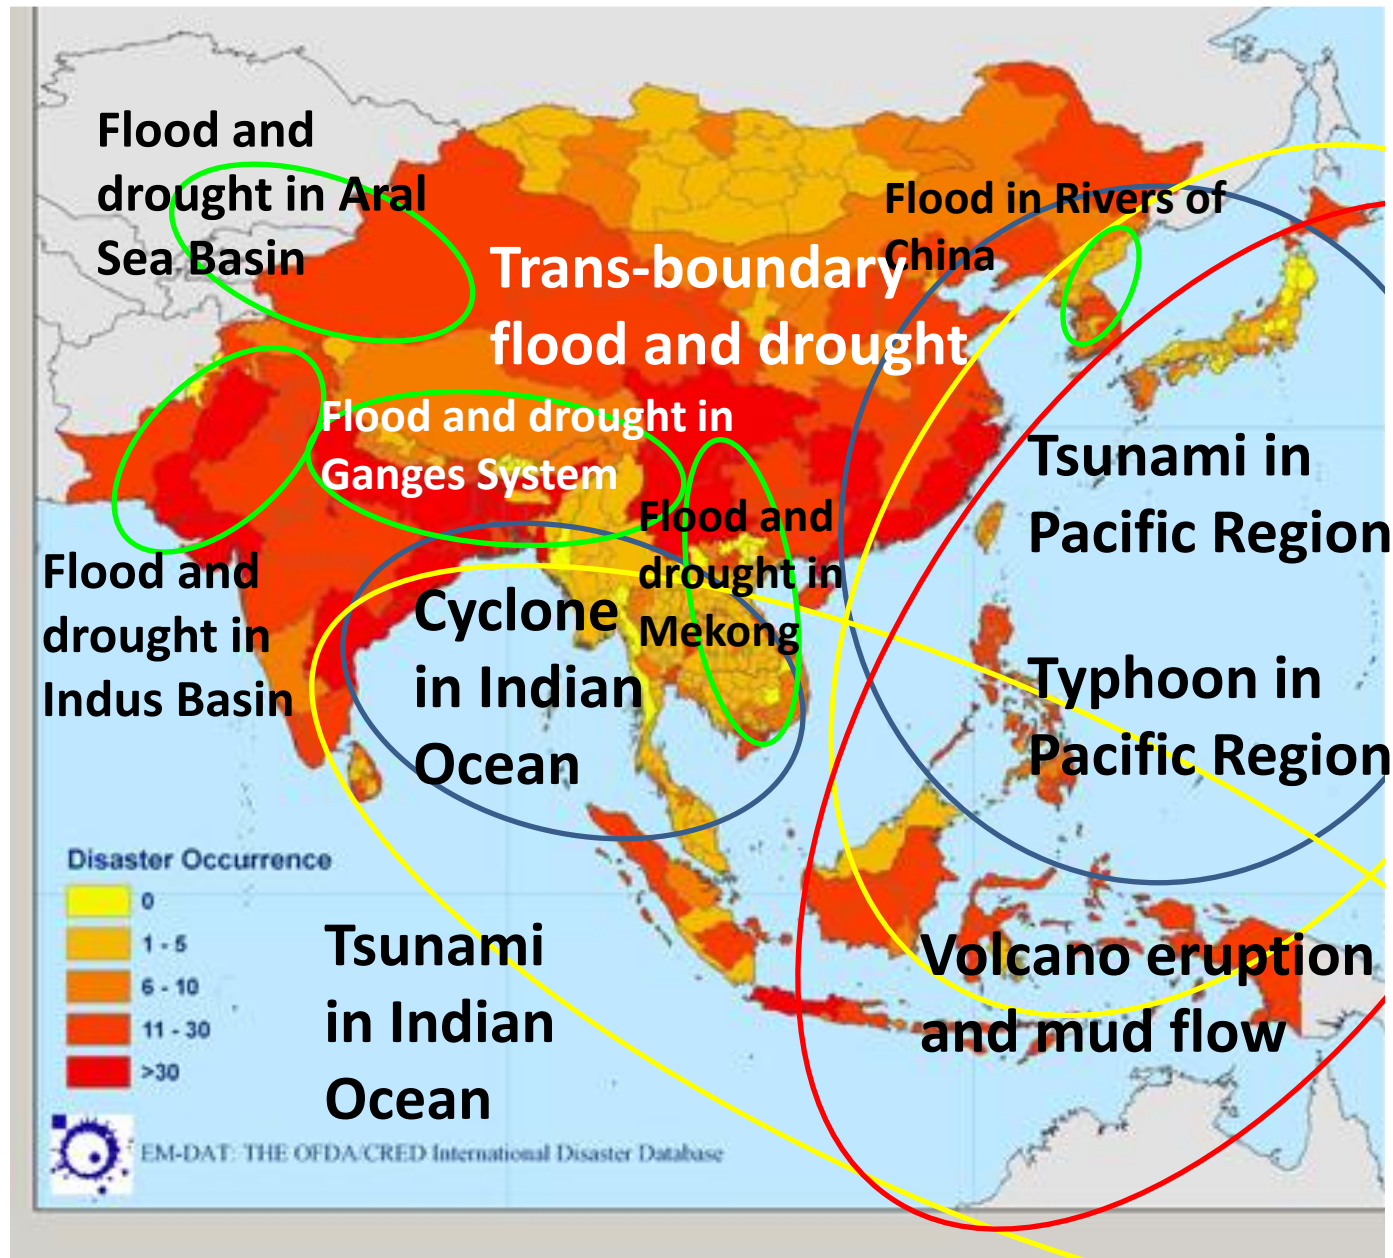 Flood and
drought in Aral
Sea Basin
Flood in Rivers of
China
Trans-boundary
flood and drought
Flood and drought in
Ganges System
Tsunami in
Pacific Region
Flood and
drought in
Mekong
Flood and
drought in
Indus Basin
Cyclone
in Indian
Ocean
Typhoon in
Pacific Region
Disaster Occurrence
0
1 - 5
6 - 10
11 - 30
>30
Tsunami
in Indian
Ocean
Volcano eruption
and mud flow
EM-DAT: THE OFDA/CRED International Disaster Database